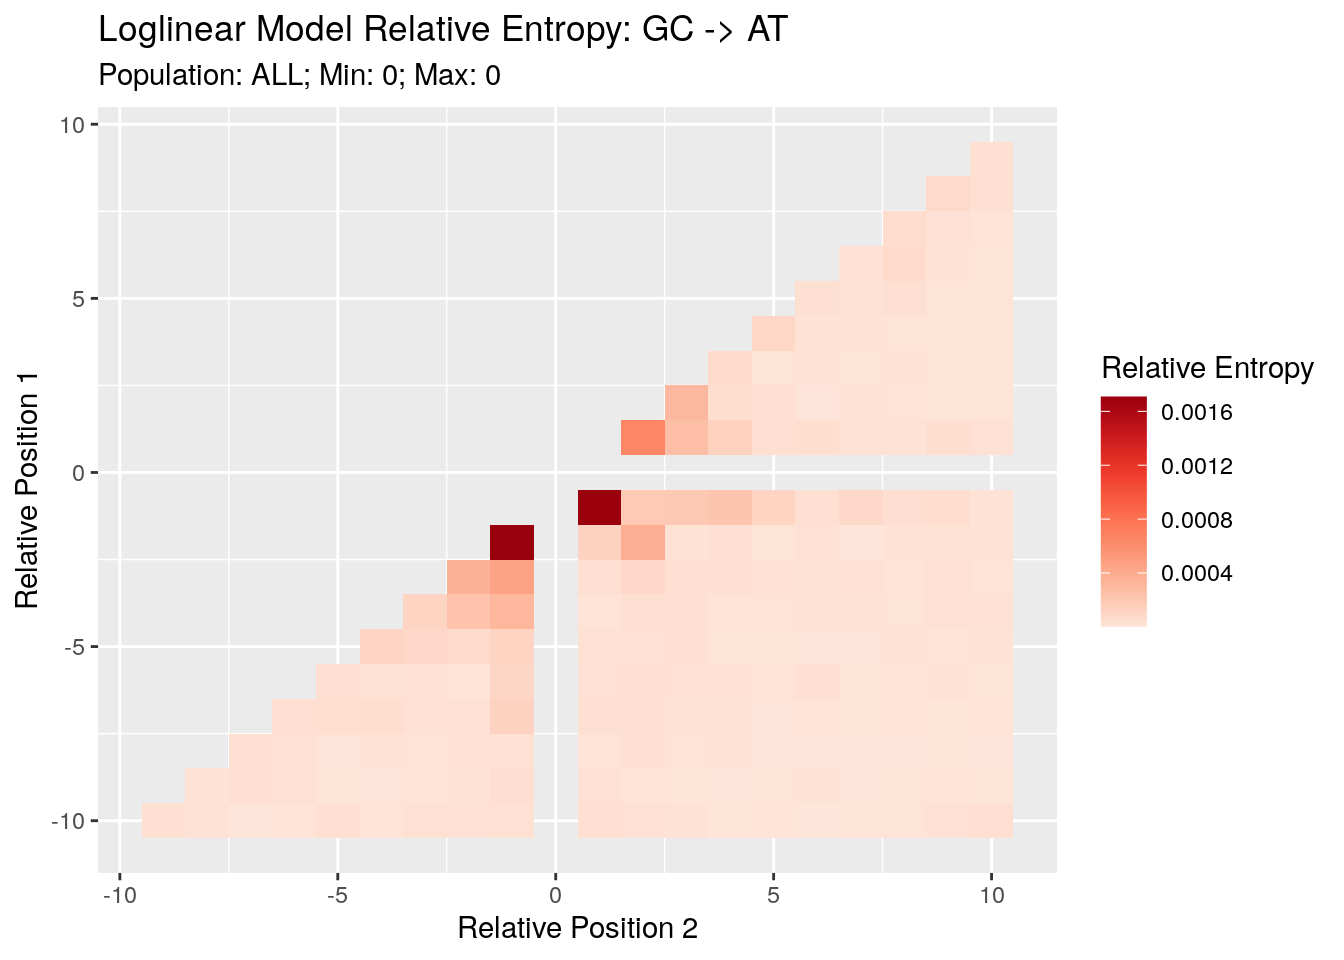 Loglinear Model Relative Entropy: GC -> AT
Population: ALL; Min: 0; Max: 0
Relative Position 1
10
5
0
-5
-10
-10
-5
0
5
10
Relative Position 2
Relative Entropy
0.0016
0.0012
0.0008
0.0004